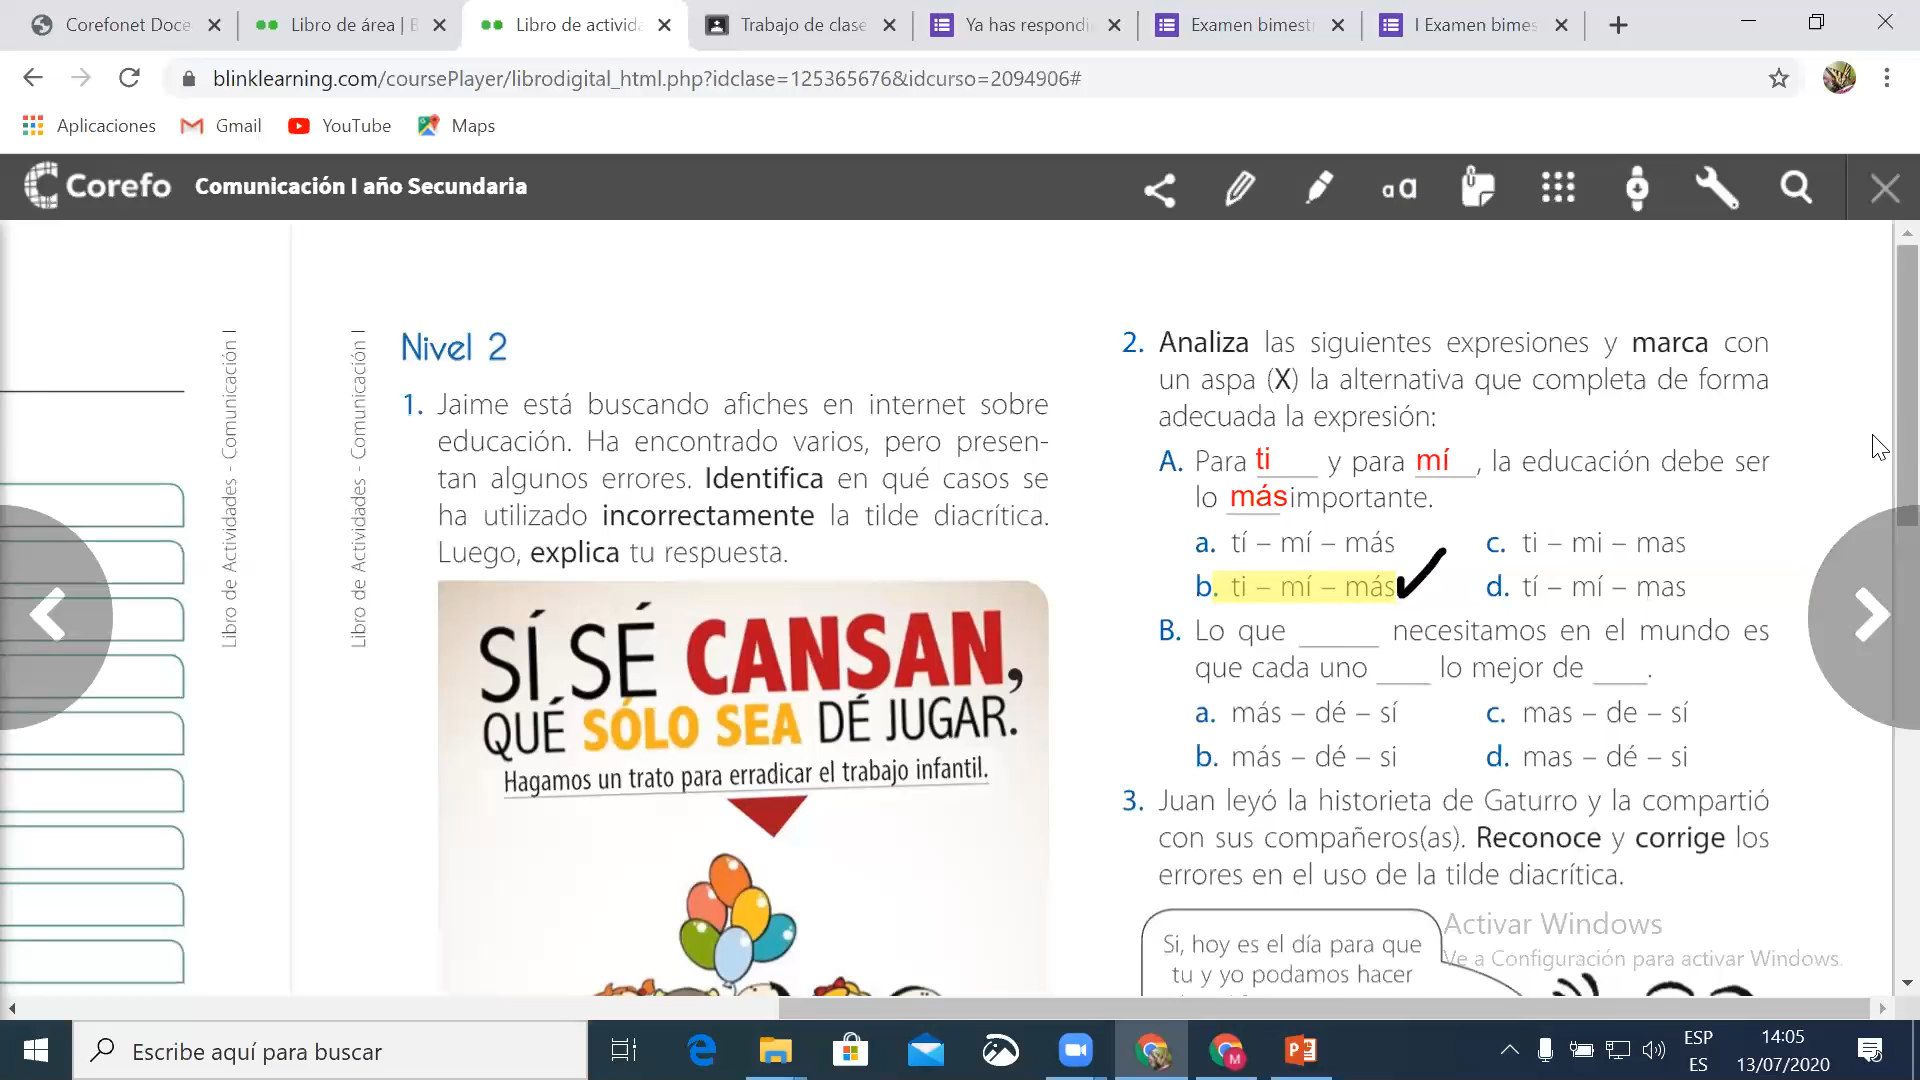 Corefonet Doce
Libro de área | B
Libro de activida
Trabajo de clase
Ya has respondi
Examen bimestr
I Examen bimes
blinklearning.com/coursePlayer/librodigital_html.php?idclase=125365676&idcurso=2094906#
Aplicaciones
Gmail
YouTube
Maps
Corefo
Comunicación I año Secundaria
a a
Libro de Actividades - Comunicación I
Libro de Actividades - Comunicación I
Nivel 2
1. Jaime está buscando afiches en internet sobre
educación. Ha encontrado varios, pero presen-
tan algunos errores. Identifica en qué casos se
ha utilizado incorrectamente la tilde diacrítica.
Luego, explica tu respuesta.
SÍ SÉ CANSAN,
QUÉ SÓLO SEA DÉ JUGAR.
Hagamos un trato para erradicar el trabajo infantil.
2. Analiza las siguientes expresiones y marca con
un aspa (X) la alternativa que completa de forma
adecuada la expresión:
A. Para ti____ y para mí___, la educación debe ser
lo más importante.
a. tí – mí – más
c. ti – mi – mas
b. ti – mí – más
d. tí – mí – mas
B. Lo que ______ necesitamos en el mundo es
que cada uno ____ lo mejor de ____.
a. más – dé – sí
c. mas – de – sí
b. más – dé – si
d. mas – dé – si
3. Juan leyó la historieta de Gaturro y la compartió
con sus compañeros(as). Reconoce y corrige los
errores en el uso de la tilde diacrítica.
Si, hoy es el día para que
tu y yo podamos hacer
Activar Windows
Ve a Configuración para activar Windows.
Escribe aquí para buscar
M
ESP
ES
14:05
13/07/2020